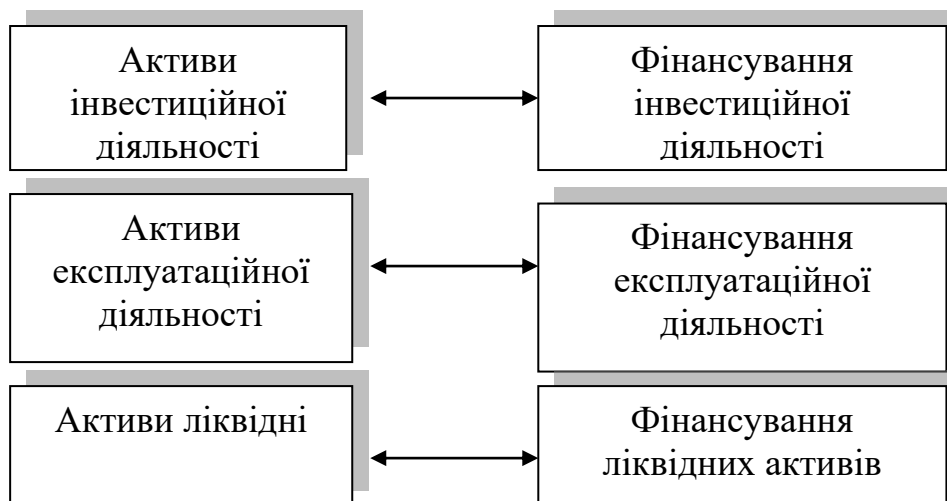 Активи
інвестиційної
діяльності
Фінансування
інвестиційної
діяльності
Активи
експлуатаційної
діяльності
Фінансування
експлуатаційної
діяльності
Активи ліквідні
Фінансування
ліквідних активів